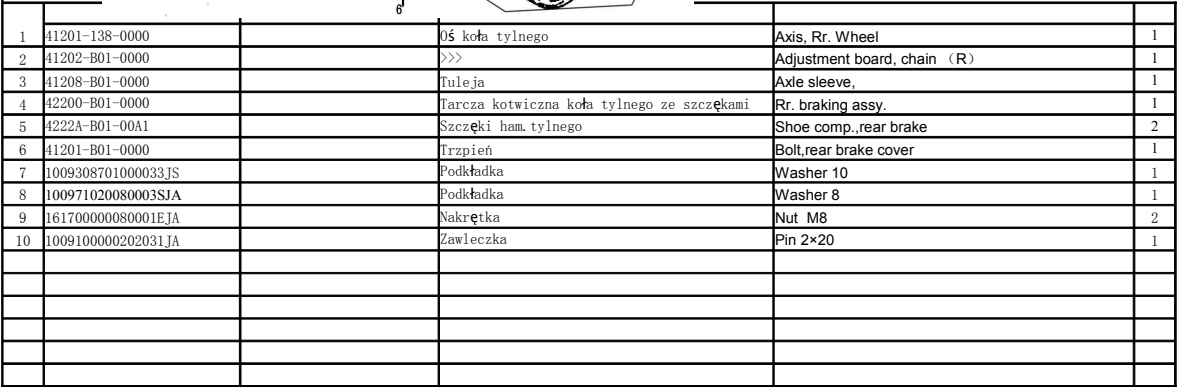 6
1 41201-138-0000 Oś koła tylnego Axis, Rr. Wheel 1
2 41202-B01-0000 >>> Adjustment board, chain （R） 1
3 41208-B01-0000 Tuleja Axle sleeve, 1
4 42200-B01-0000 Tarcza kotwiczna koła tylnego ze szczękami Rr. braking assy. 1
5 4222A-B01-00A1 Szczęki ham.tylnego Shoe comp.,rear brake 2
6 41201-B01-0000 Trzpień Bolt,rear brake cover 1
7 1009308701000033JS Podkładka Washer 10 1
8 100971020080003SJA Podkładka Washer 8 1
9 161700000080001EJA Nakrętka Nut M8 2
10 1009100000202031JA Zawleczka Pin 2×20 1